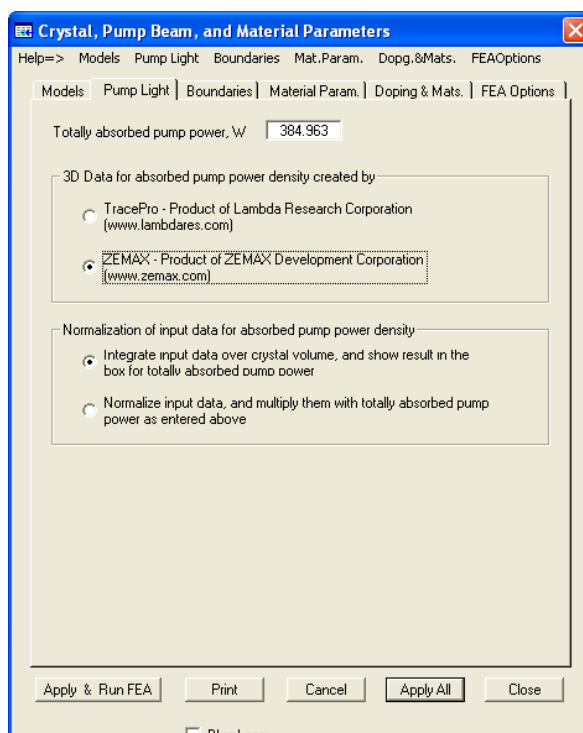 Crystal, Pump Beam, and Material Parameters
Help=> Models Pump Light Boundaries Mat.Param. Dopg.&Mats. FEAOptions
Models Pump Light Boundaries Material Param. Doping & Mats. FEA Options
Totally absorbed pump power, W 384.963
3D Data for absorbed pump power density created by
TracePro - Product of Lambda Research Corporation
(www.lambdares.com)
ZEMAX - Product of ZEMAX Development Corporation
(www.zemax.com)
Normalization of input data for absorbed pump power density
Integrate input data over crystal volume, and show result in the
box for totally absorbed pump power
Normalize input data, and multiply them with totally absorbed pump
power as entered above
Apply & Run FEA Print Cancel Apply All Close